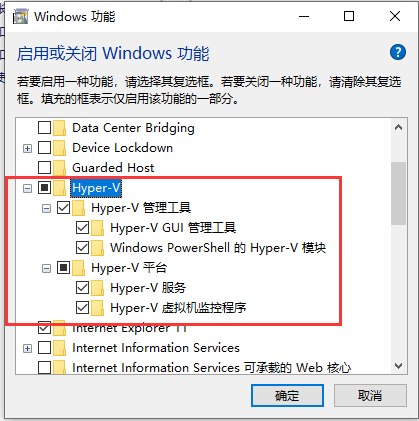 Windows 功能
启用或关闭 Windows 功能
若要启用一种功能，请选择其复选框。若要关闭一种功能，请清除其复选
框。填充的框表示仅启用该功能的一部分。
Data Center Bridging
Device Lockdown
Guarded Host
Hyper-V
Hyper-V 管理工具
Hyper-V GUI 管理工具
Windows PowerShell 的 Hyper-V 模块
Hyper-V 平台
Hyper-V 服务
Hyper-V 虚拟机监控程序
Internet Explorer 11
Internet Information Services
Internet Information Services 可承载的 Web 核心
确定
取消